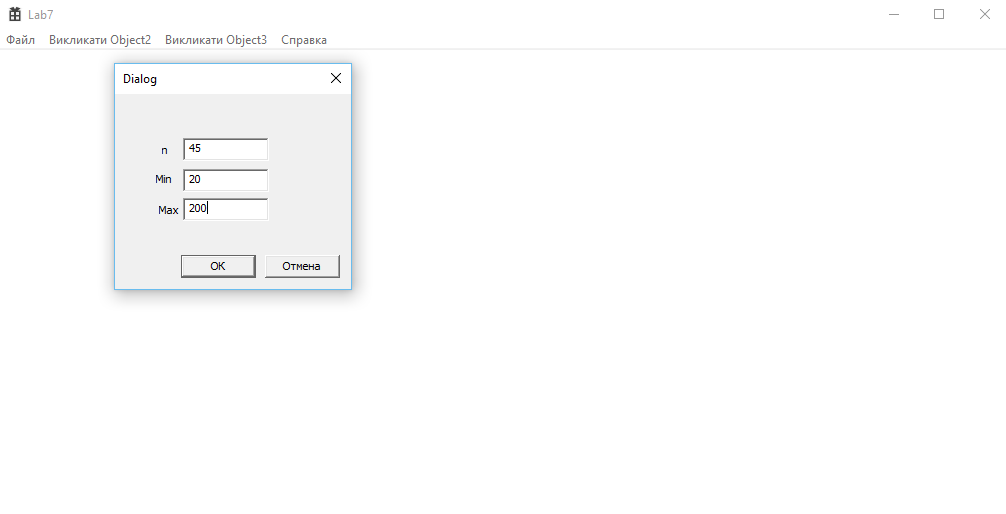 Lab7
Файл Викликати Object2 Викликати Object3 Справка
Dialog
n 45
Min 20
Max 200
OK Отмена